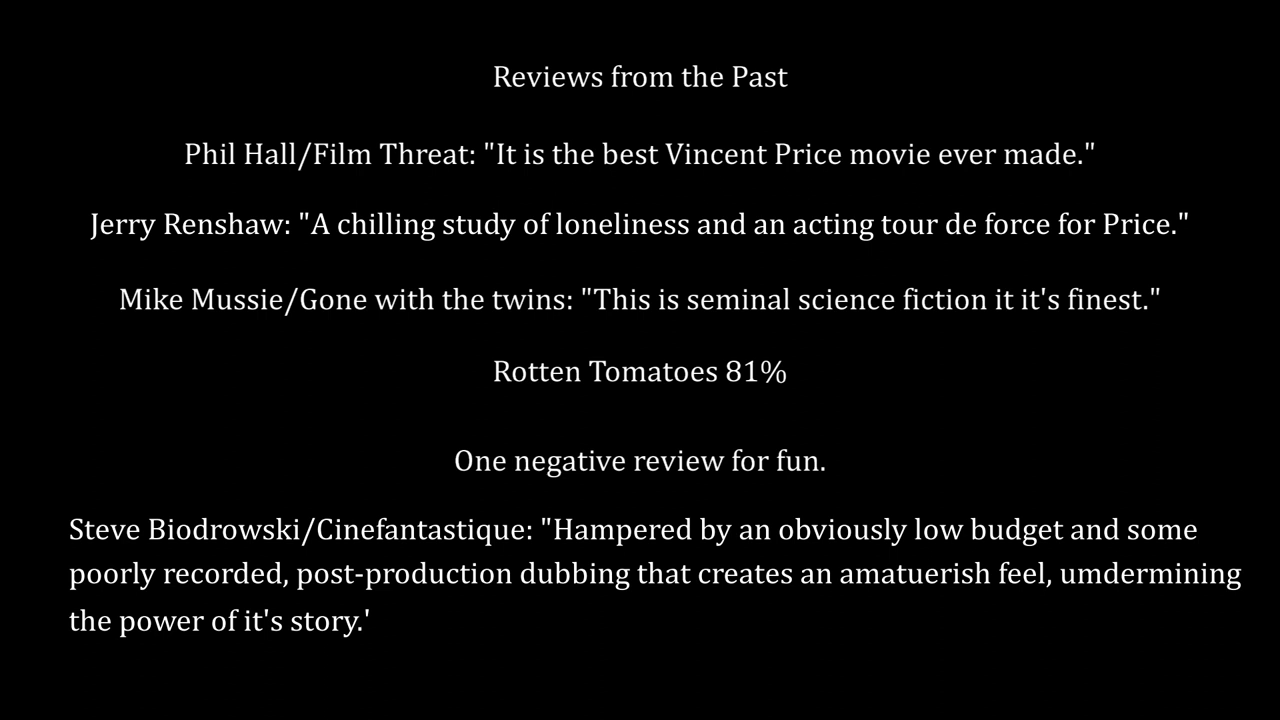 Reviews from the Past
Phil Hall/Film Threat: "It is the best Vincent Price movie ever made."
Jerry Renshaw: "A chilling study of loneliness and an acting tour de force for Price."
Mike Mussie/Gone with the twins: "This is seminal science fiction it it's finest."
Rotten Tomatoes 81%
One negative review for fun.
Steve Biodrowski/Cinefantastique: "Hampered by an obviously low budget and some
poorly recorded, post-production dubbing that creates an amatuerish feel, umdermining
the power of it's story.'